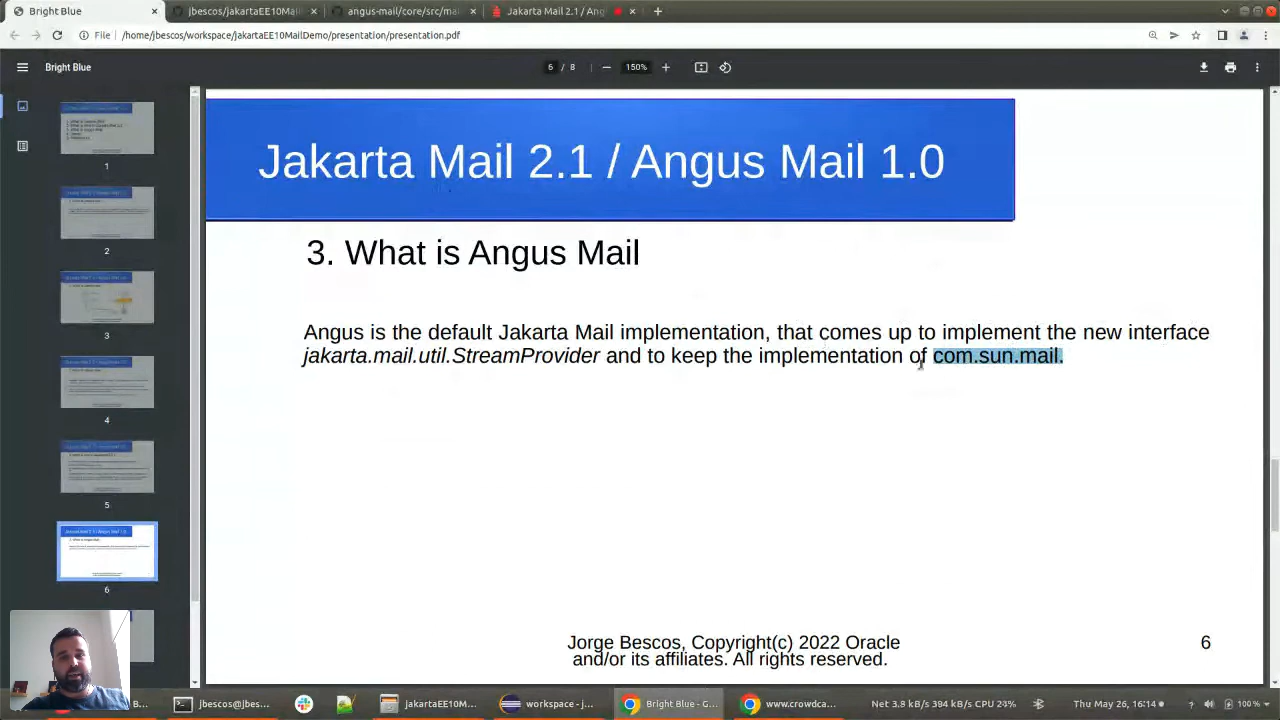 Bright Blue
jbescos/jakartaEE10Mail
angus-mail/core/src/mai
Jakarta Mail 2.1 / Ang
File
/home/jbescos/workspace/jakartaEE10MailDemo/presentation/presentation.pdf
Bright Blue
6 / 8
150%
1
2
3
4
5
6
Jakarta Mail 2.1 / Angus Mail 1.0
3. What is Angus Mail
Angus is the default Jakarta Mail implementation, that comes up to implement the new interface
jakarta.mail.util.StreamProvider and to keep the implementation of com.sun.mail.
Jorge Bescos, Copyright(c) 2022 Oracle
and/or its affiliates. All rights reserved.
6
jbescos@jbes...
jakartaEE10M...
workspace - j...
Bright Blue - G...
www.crowdca...
Net 3.8 kB/s 394 kB/s CPU 24%
Thu May 26, 16:14
100%